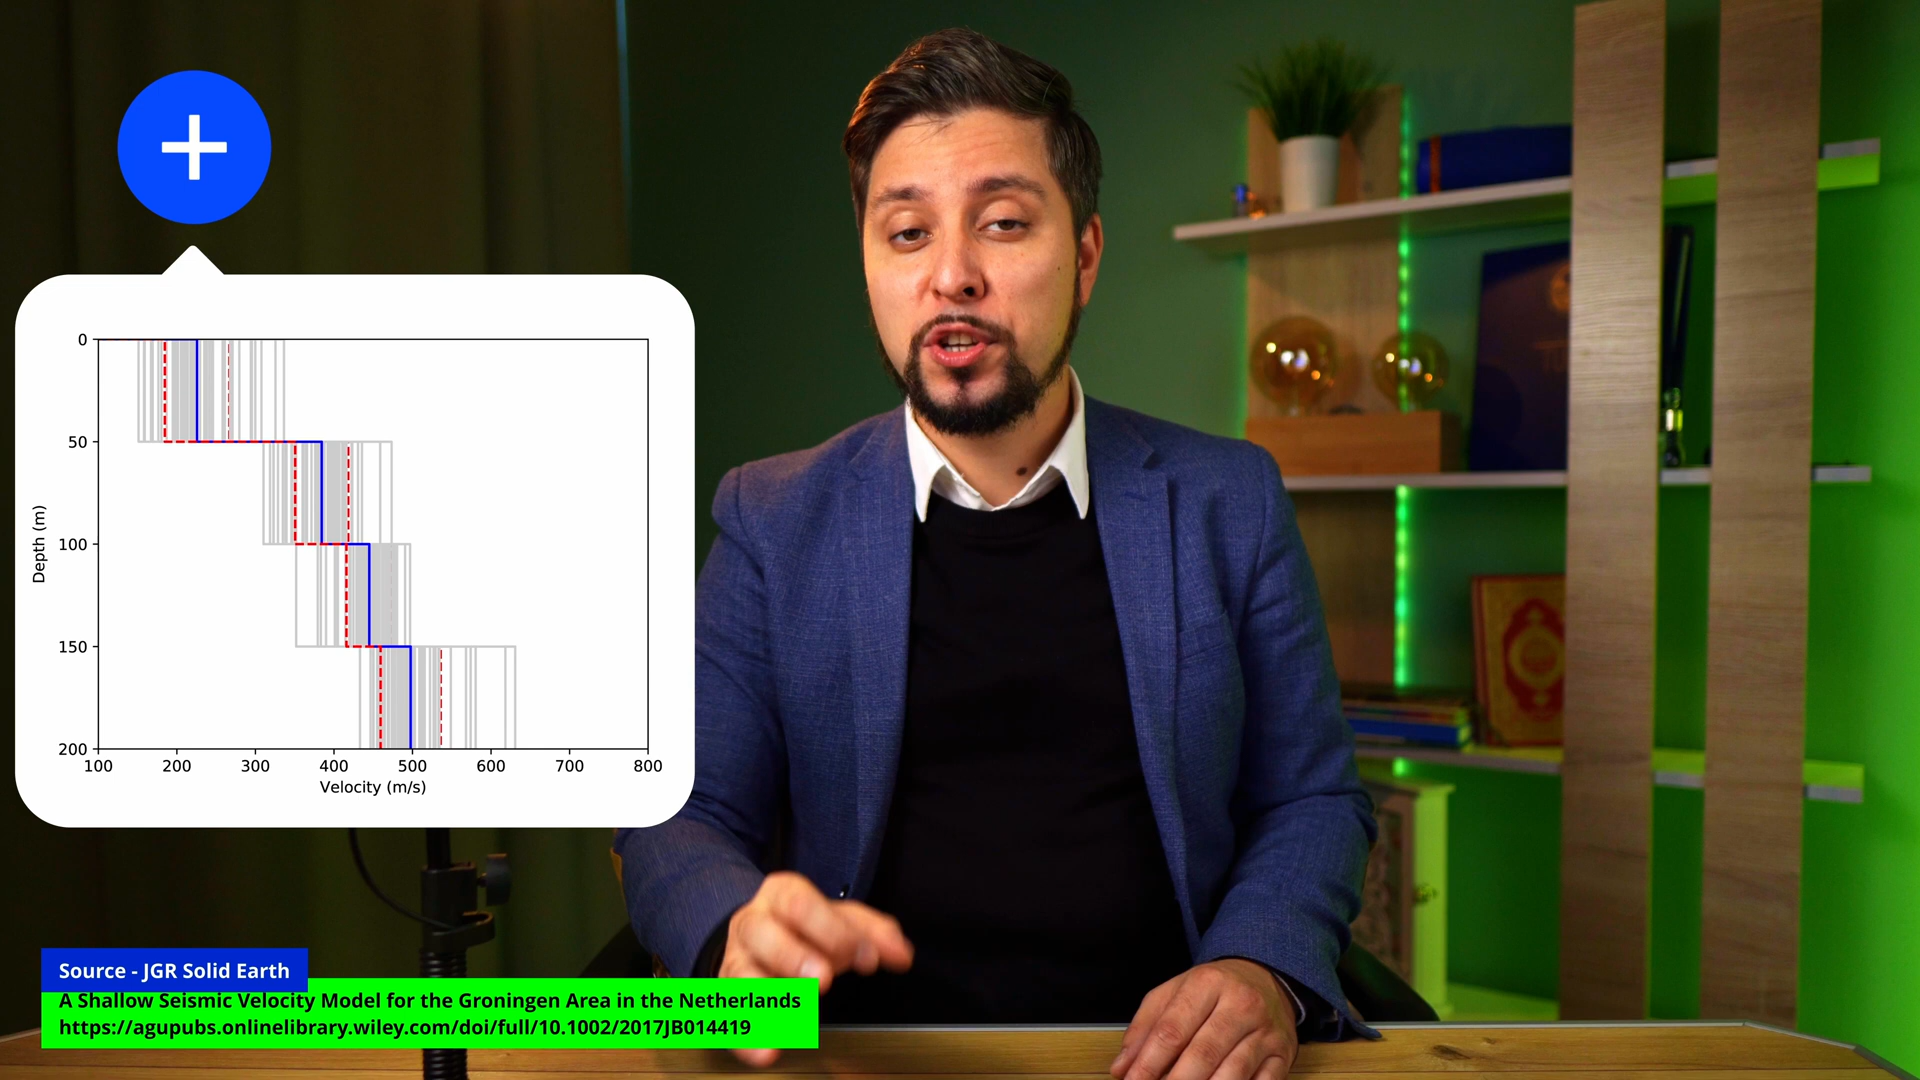 0
50
100
150
200
Depth (m)
100 200 300 400 500 600 700 800
Velocity (m/s)
Source - JGR Solid Earth
A Shallow Seismic Velocity Model for the Groningen Area in the Netherlands
https://agupubs.onlinelibrary.wiley.com/doi/full/10.1002/2017JB014419